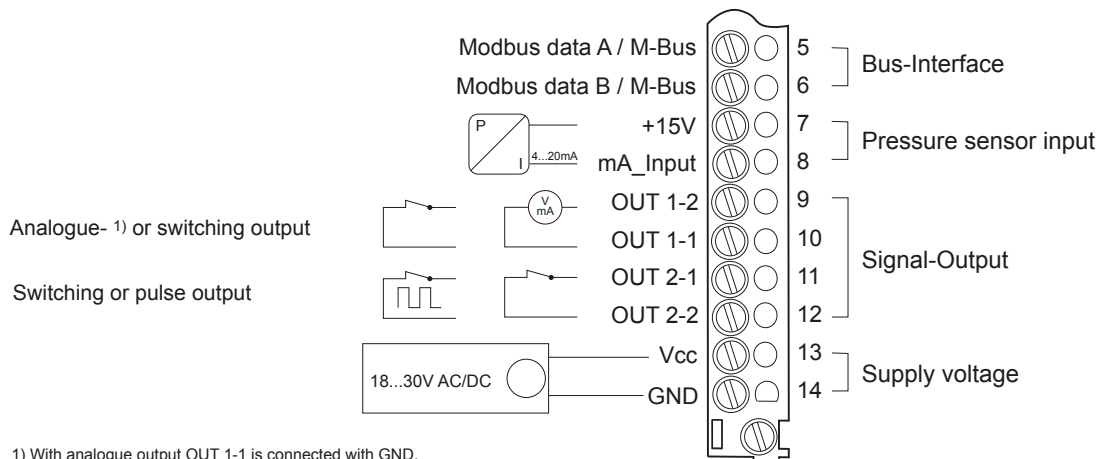 Modbus data A / M-Bus 5
Bus-Interface
Modbus data B / M-Bus 6
P
I
4...20mA
+15V 7
Pressure sensor input
mA_Input 8
Analogue- 1) or switching output
V
mA
OUT 1-2 9
OUT 1-1 10
Signal-Output
Switching or pulse output
OUT 2-1 11
OUT 2-2 12
18...30V AC/DC
Vcc 13
Supply voltage
GND 14
1) With analogue output OUT 1-1 is connected with GND.